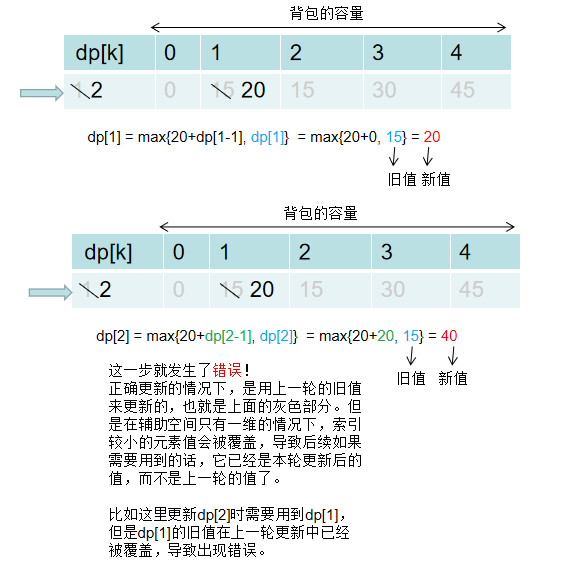 背包的容量
dp[k] 0 1 2 3 4
1 2 0 15 20 15 30 45
dp[1] = max{20+dp[1-1], dp[1]} = max{20+0, 15} = 20
旧值 新值
背包的容量
dp[k] 0 1 2 3 4
1 2 0 15 20 15 30 45
dp[2] = max{20+dp[2-1], dp[2]} = max{20+20, 15} = 40
旧值 新值
这一步就发生了错误！
正确更新的情况下，是用上一轮的旧值
来更新的，也就是上面的灰色部分。但
是在辅助空间只有一维的情况下，索引
较小的元素值会被覆盖，导致后续如果
需要用到的话，它已经是本轮更新后的
值，而不是上一轮的值了。
比如这里更新dp[2]时需要用到dp[1]，
但是dp[1]的旧值在上一轮更新中已经
被覆盖，导致出现错误。